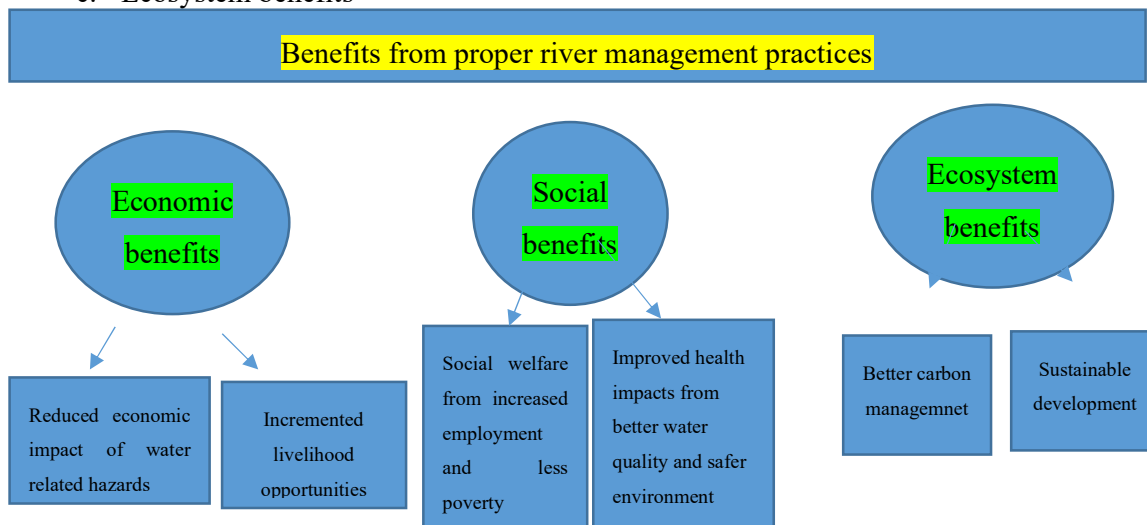 c. Ecosystem benefits
Benefits from proper river management practices
Economic
benefits
Social
benefits
Ecosystem
benefits
Reduced economic
impact of water
related hazards
Incremented
livelihood
opportunities
Social welfare
from increased
employment
and less
poverty
Improved health
impacts from
better water
quality and safer
environment
Better carbon
managemnet
Sustainable
development